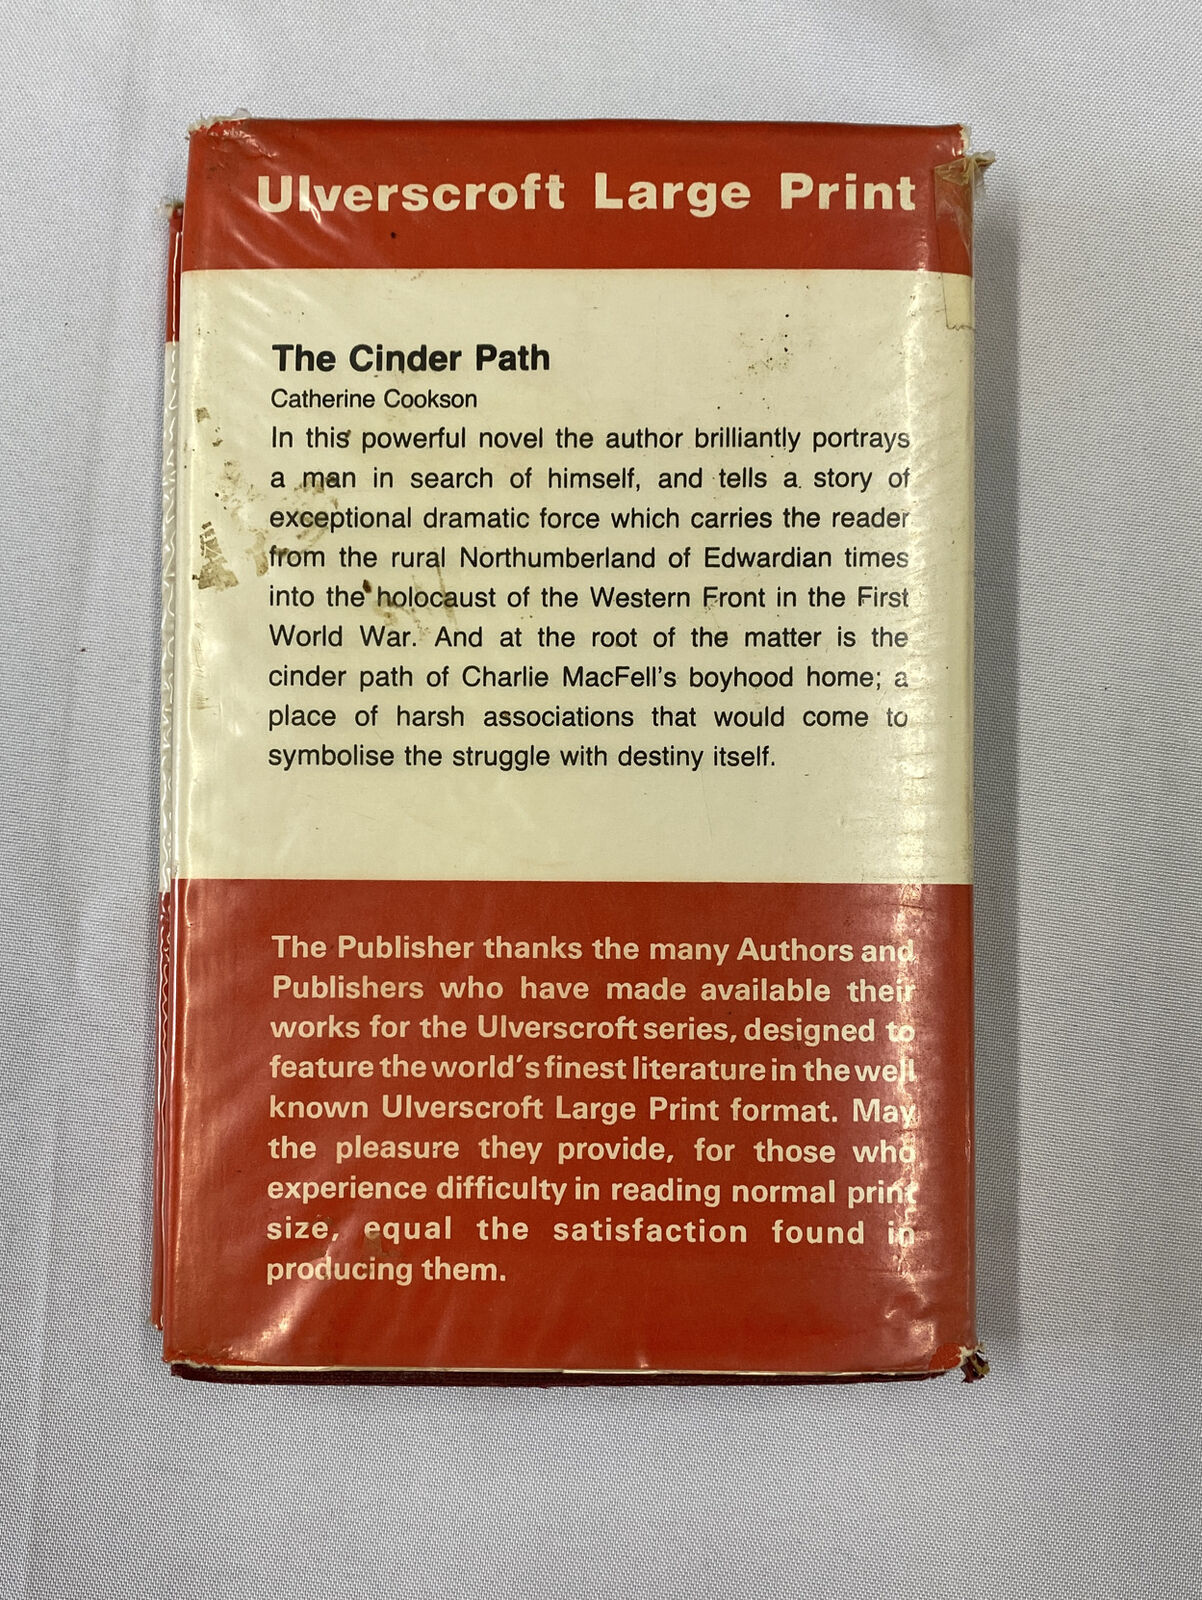 Ulverscroft Large Print
The Cinder Path
Catherine Cookson
In this powerful novel the author brilliantly portrays
a man in search of himself, and tells a story of
exceptional dramatic force which carries the reader
from the rural Northumberland of Edwardian times
into the holocaust of the Western Front in the First
World War. And at the root of the matter is the
cinder path of Charlie MacFell's boyhood home; a
place of harsh associations that would come to
symbolise the struggle with destiny itself.
The Publisher thanks the many Authors and
Publishers who have made available their
works for the Ulverscroft series, designed to
feature the world's finest literature in the well
known Ulverscroft Large Print format. May
the pleasure they provide, for those who
experience difficulty in reading normal print
size, equal the satisfaction found in
producing them.